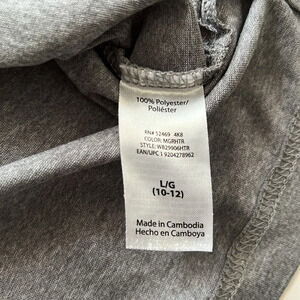 100% Polyester/
Poliéster
RN# 52469 4K8
COLOR: MGRHTR
STYLE: WB29906HTR
EAN/UPC 1 9204278962
L/G
(10-12)
Made in Cambodia
Hecho en Camboya